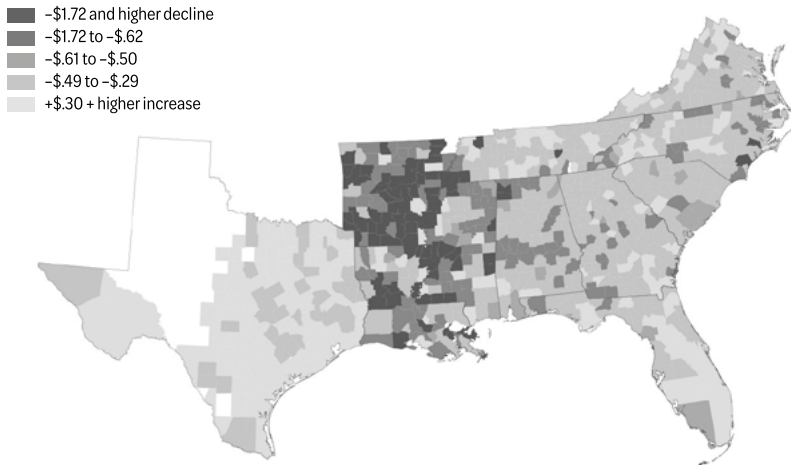 –$1.72 and higher decline
–$1.72 to –$.62
–$.61 to –$.50
–$.49 to –$.29
+$.30 + higher increase